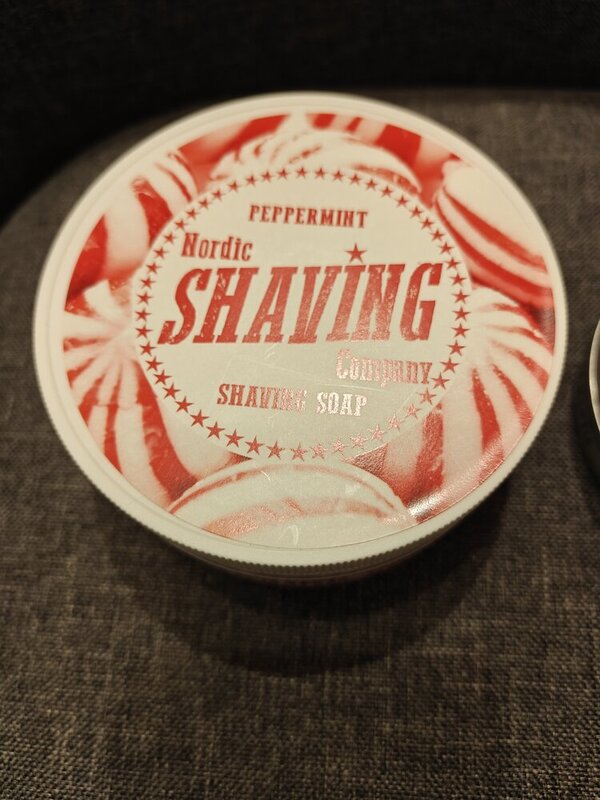 PEPPERMINT
Nordic
SHAVING
Company
SHAVING SOAP